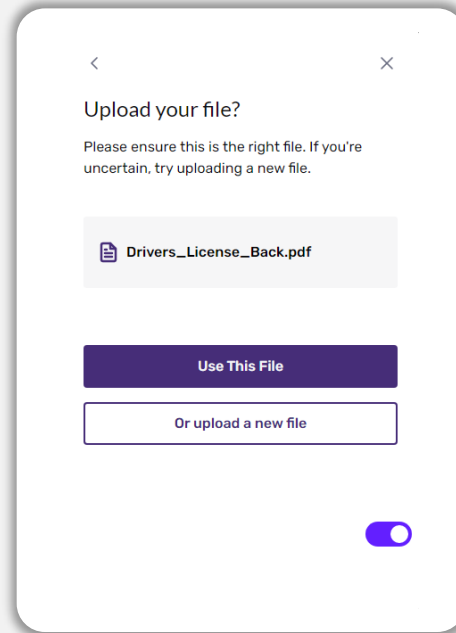 Upload your file?
Please ensure this is the right file. If you're
uncertain, try uploading a new file.
Drivers_License_Back.pdf
Use This File
Or upload a new file